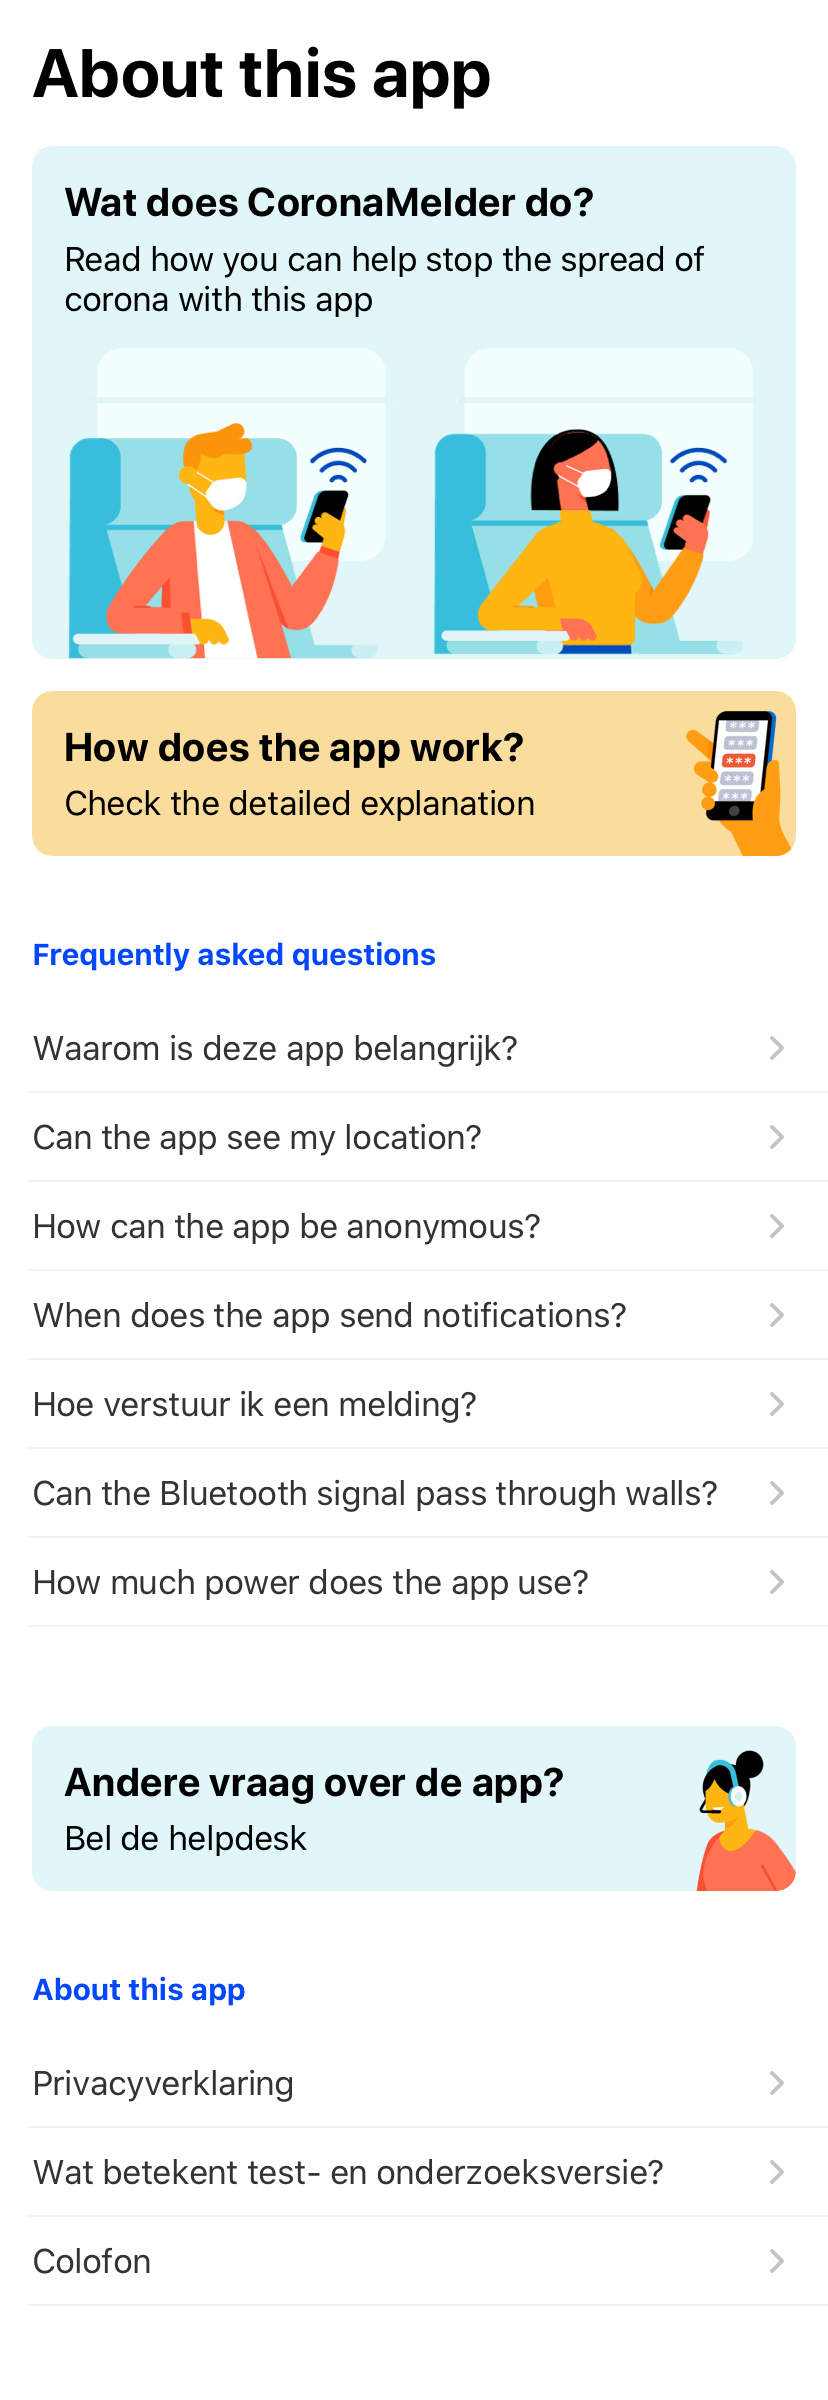 About this app
Wat does CoronaMelder do?
Read how you can help stop the spread of
corona with this app
How does the app work?
Check the detailed explanation
***
***
***
***
***
Frequently asked questions
Waarom is deze app belangrijk?
Can the app see my location?
How can the app be anonymous?
When does the app send notifications?
Hoe verstuur ik een melding?
Can the Bluetooth signal pass through walls?
How much power does the app use?
Andere vraag over de app?
Bel de helpdesk
About this app
Privacyverklaring
Wat betekent test- en onderzoeksversie?
Colofon